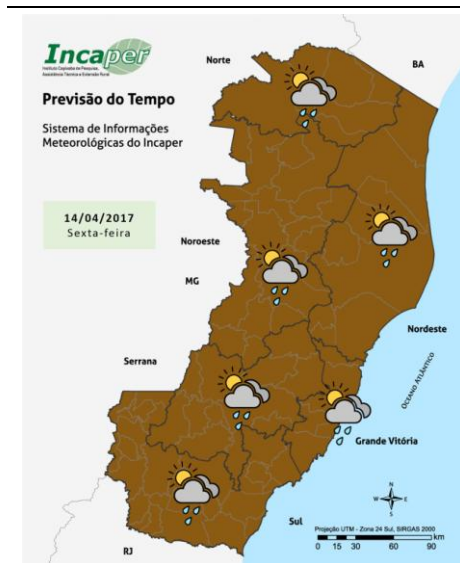 Incaper
Instituto Capixaba de Pesquisa,
Assistência Técnica e Extensão Rural
Previsão do Tempo
Sistema de Informações
Meteorológicas do Incaper
14/04/2017
Sexta-feira
Norte
BA
Noroeste
MG
Nordeste
Serrana
OCEANO ATLÂNTICO
Grande Vitória
N
W E
S
Sul
Projeção UTM - Zona 24 Sul, SIRGAS 2000
km
0 15 30 60 90
RJ